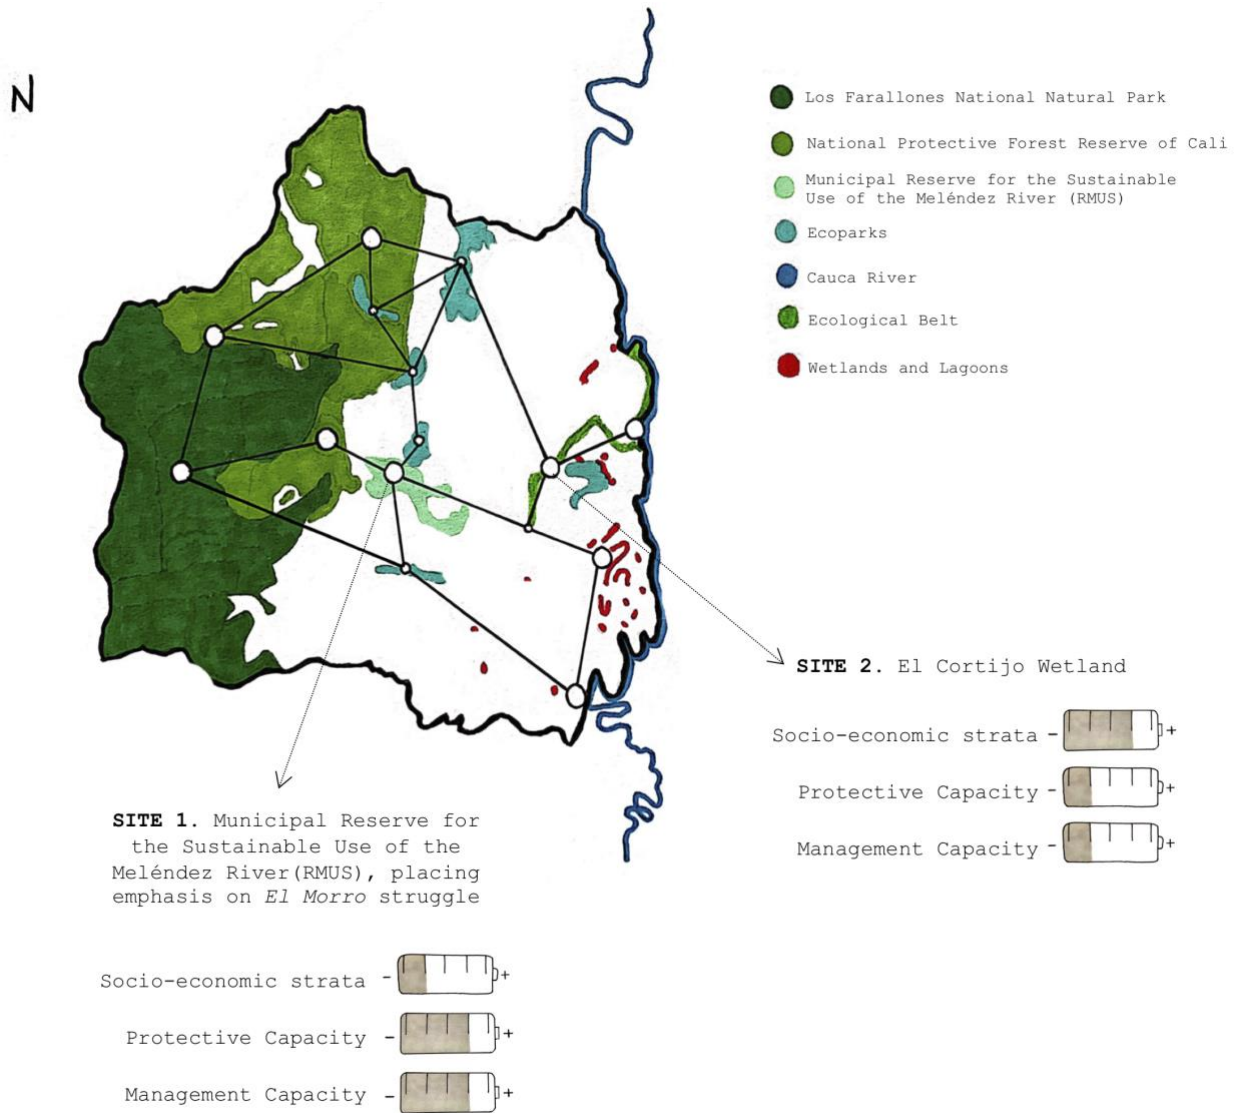 N
Los Farallones National Natural Park
National Protective Forest Reserve of Cali
Municipal Reserve for the Sustainable
Use of the Meléndez River (RMUS)
Ecoparks
Cauca River
Ecological Belt
Wetlands and Lagoons
SITE 2. El Cortijo Wetland
Socio-economic strata - +
Protective Capacity - +
Management Capacity - +
SITE 1. Municipal Reserve for
the Sustainable Use of the
Meléndez River(RMUS), placing
emphasis on El Morro struggle
Socio-economic strata - +
Protective Capacity - +
Management Capacity - +